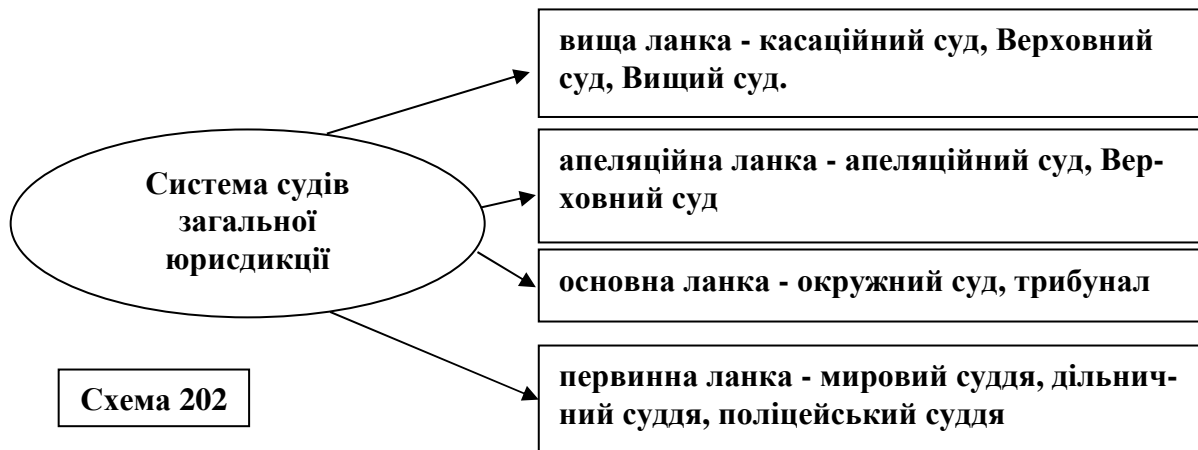 вища ланка - касаційний суд, Верховний
суд, Вищий суд.
апеляційна ланка - апеляційний суд, Вер-
ховний суд
Система судів
загальної
юрисдикції
основна ланка - окружний суд, трибунал
первинна ланка - мировий суддя, дільнич-
ний суддя, поліцейський суддя
Схема 202